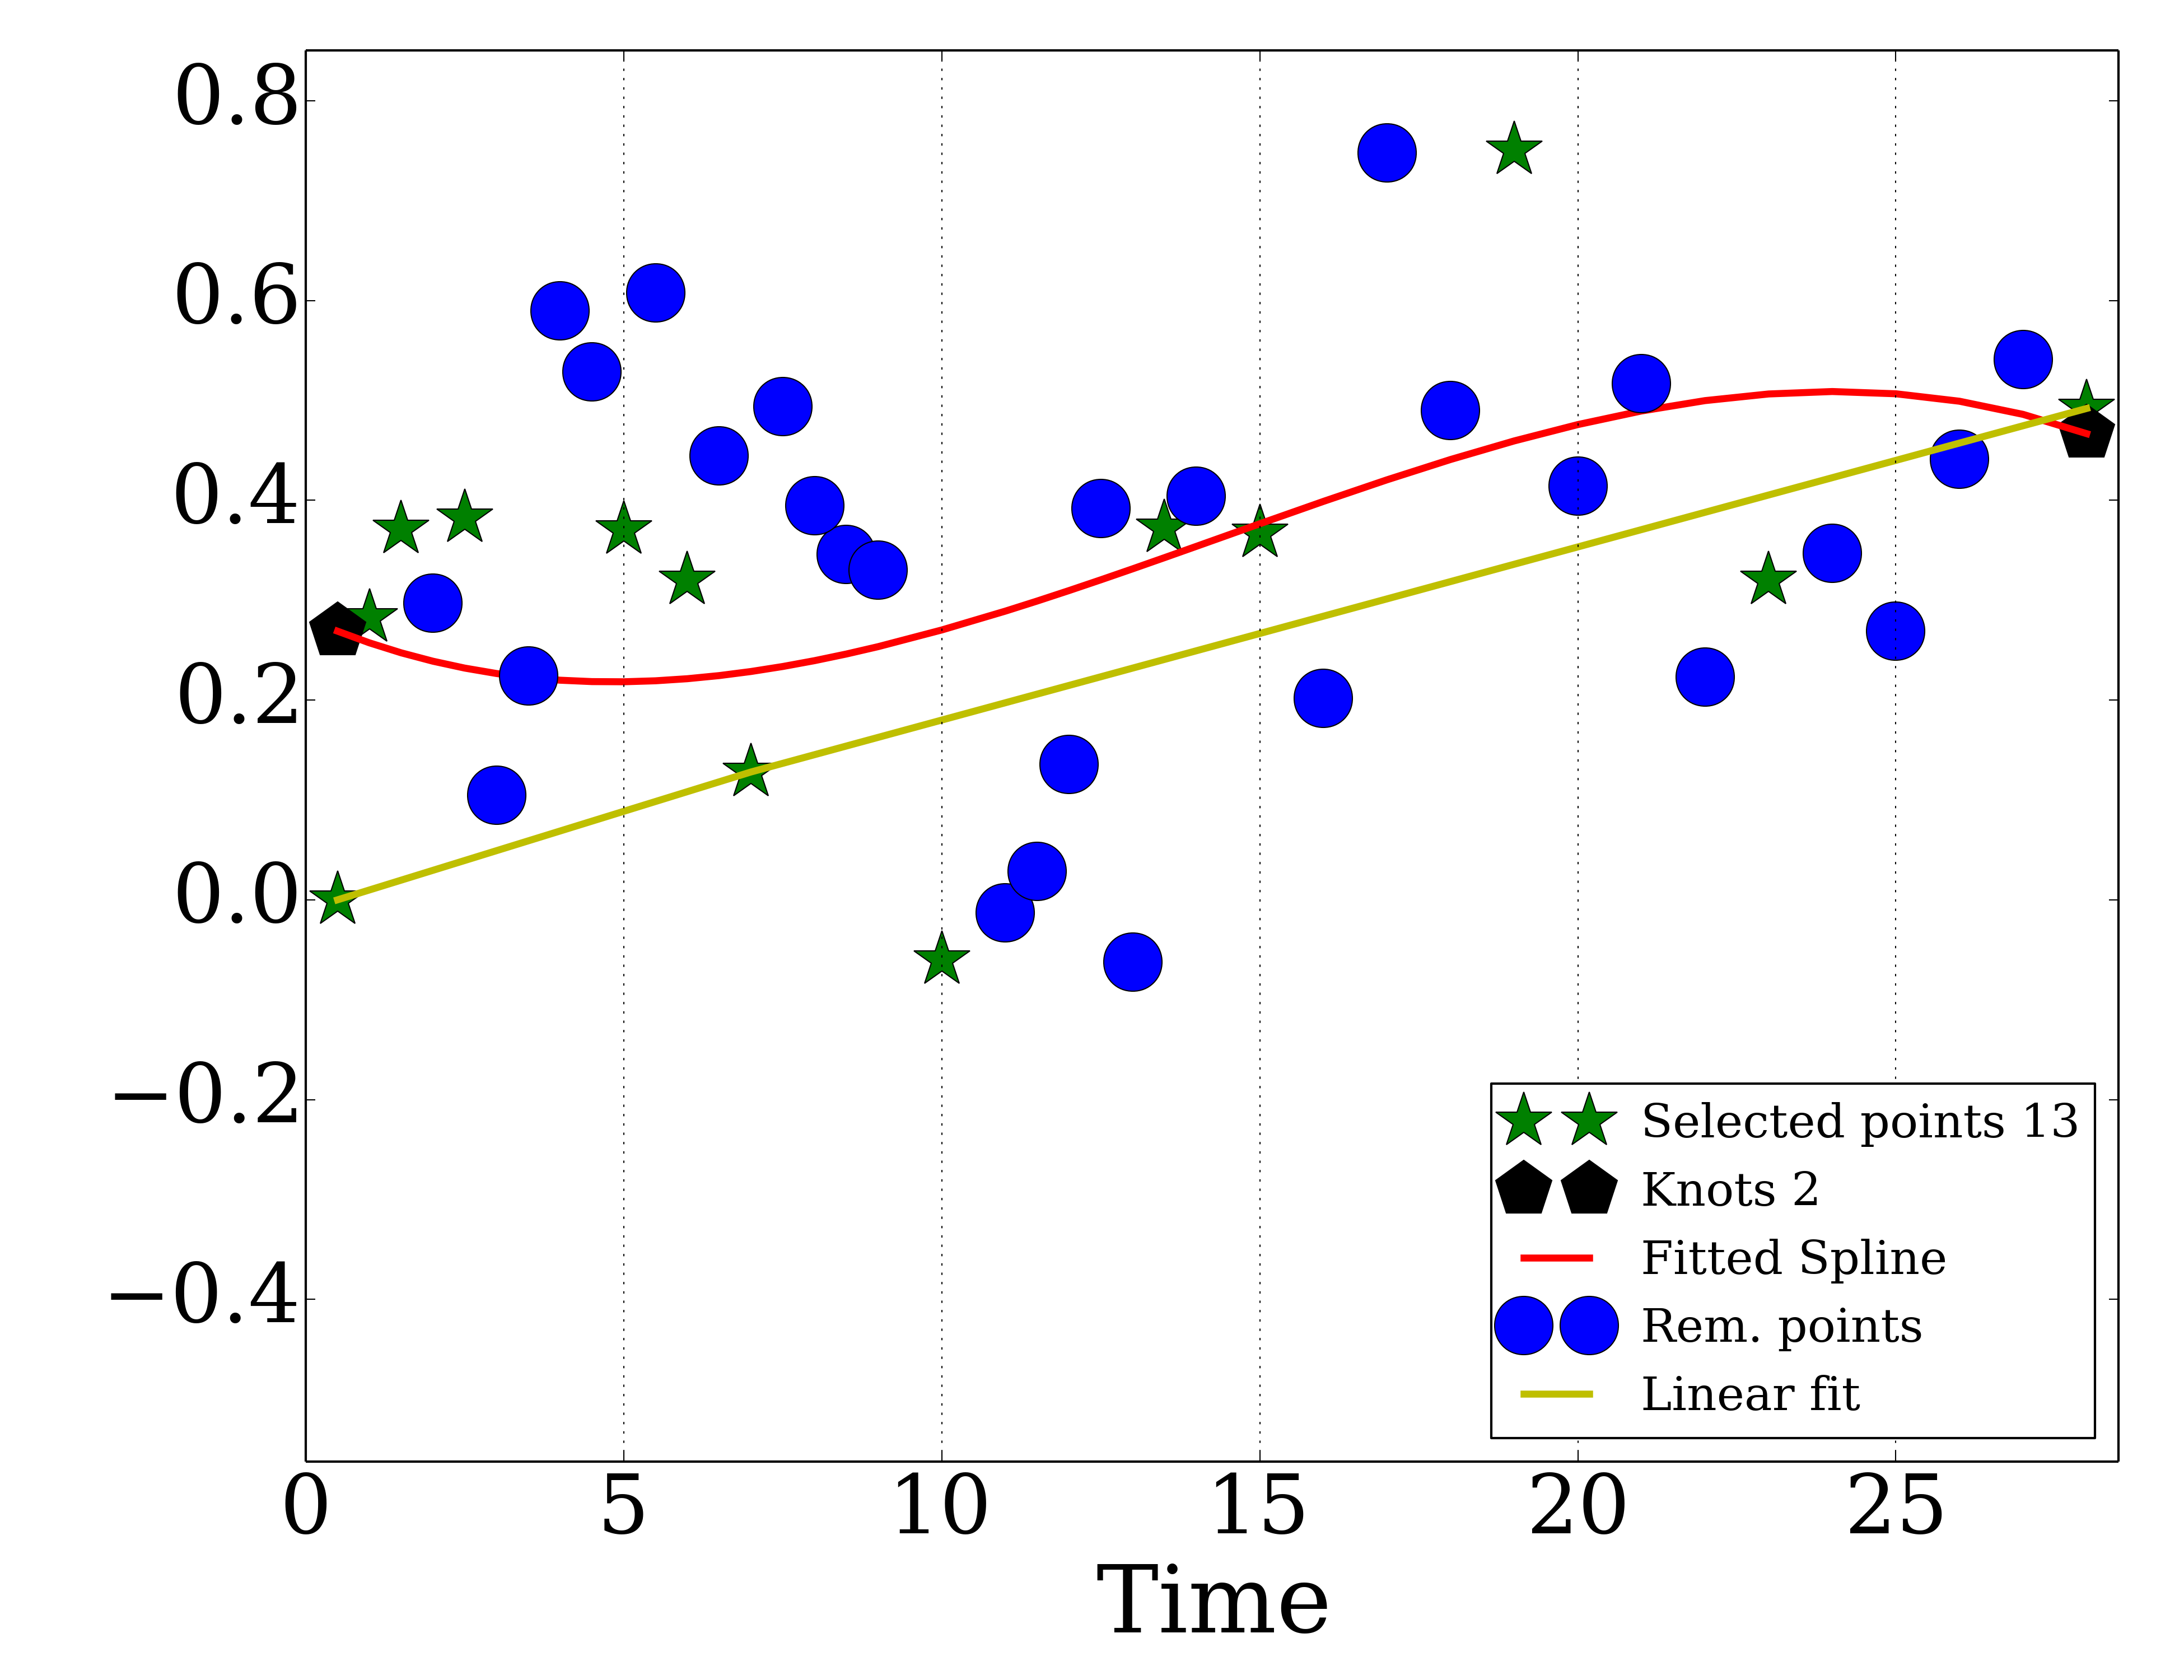 0.8
0.6
0.4
0.2
0.0
−0.2
−0.4
Selected points 13
Knots 2
Fitted Spline
Rem. points
Linear fit
0 5 10 15 20 25
Time